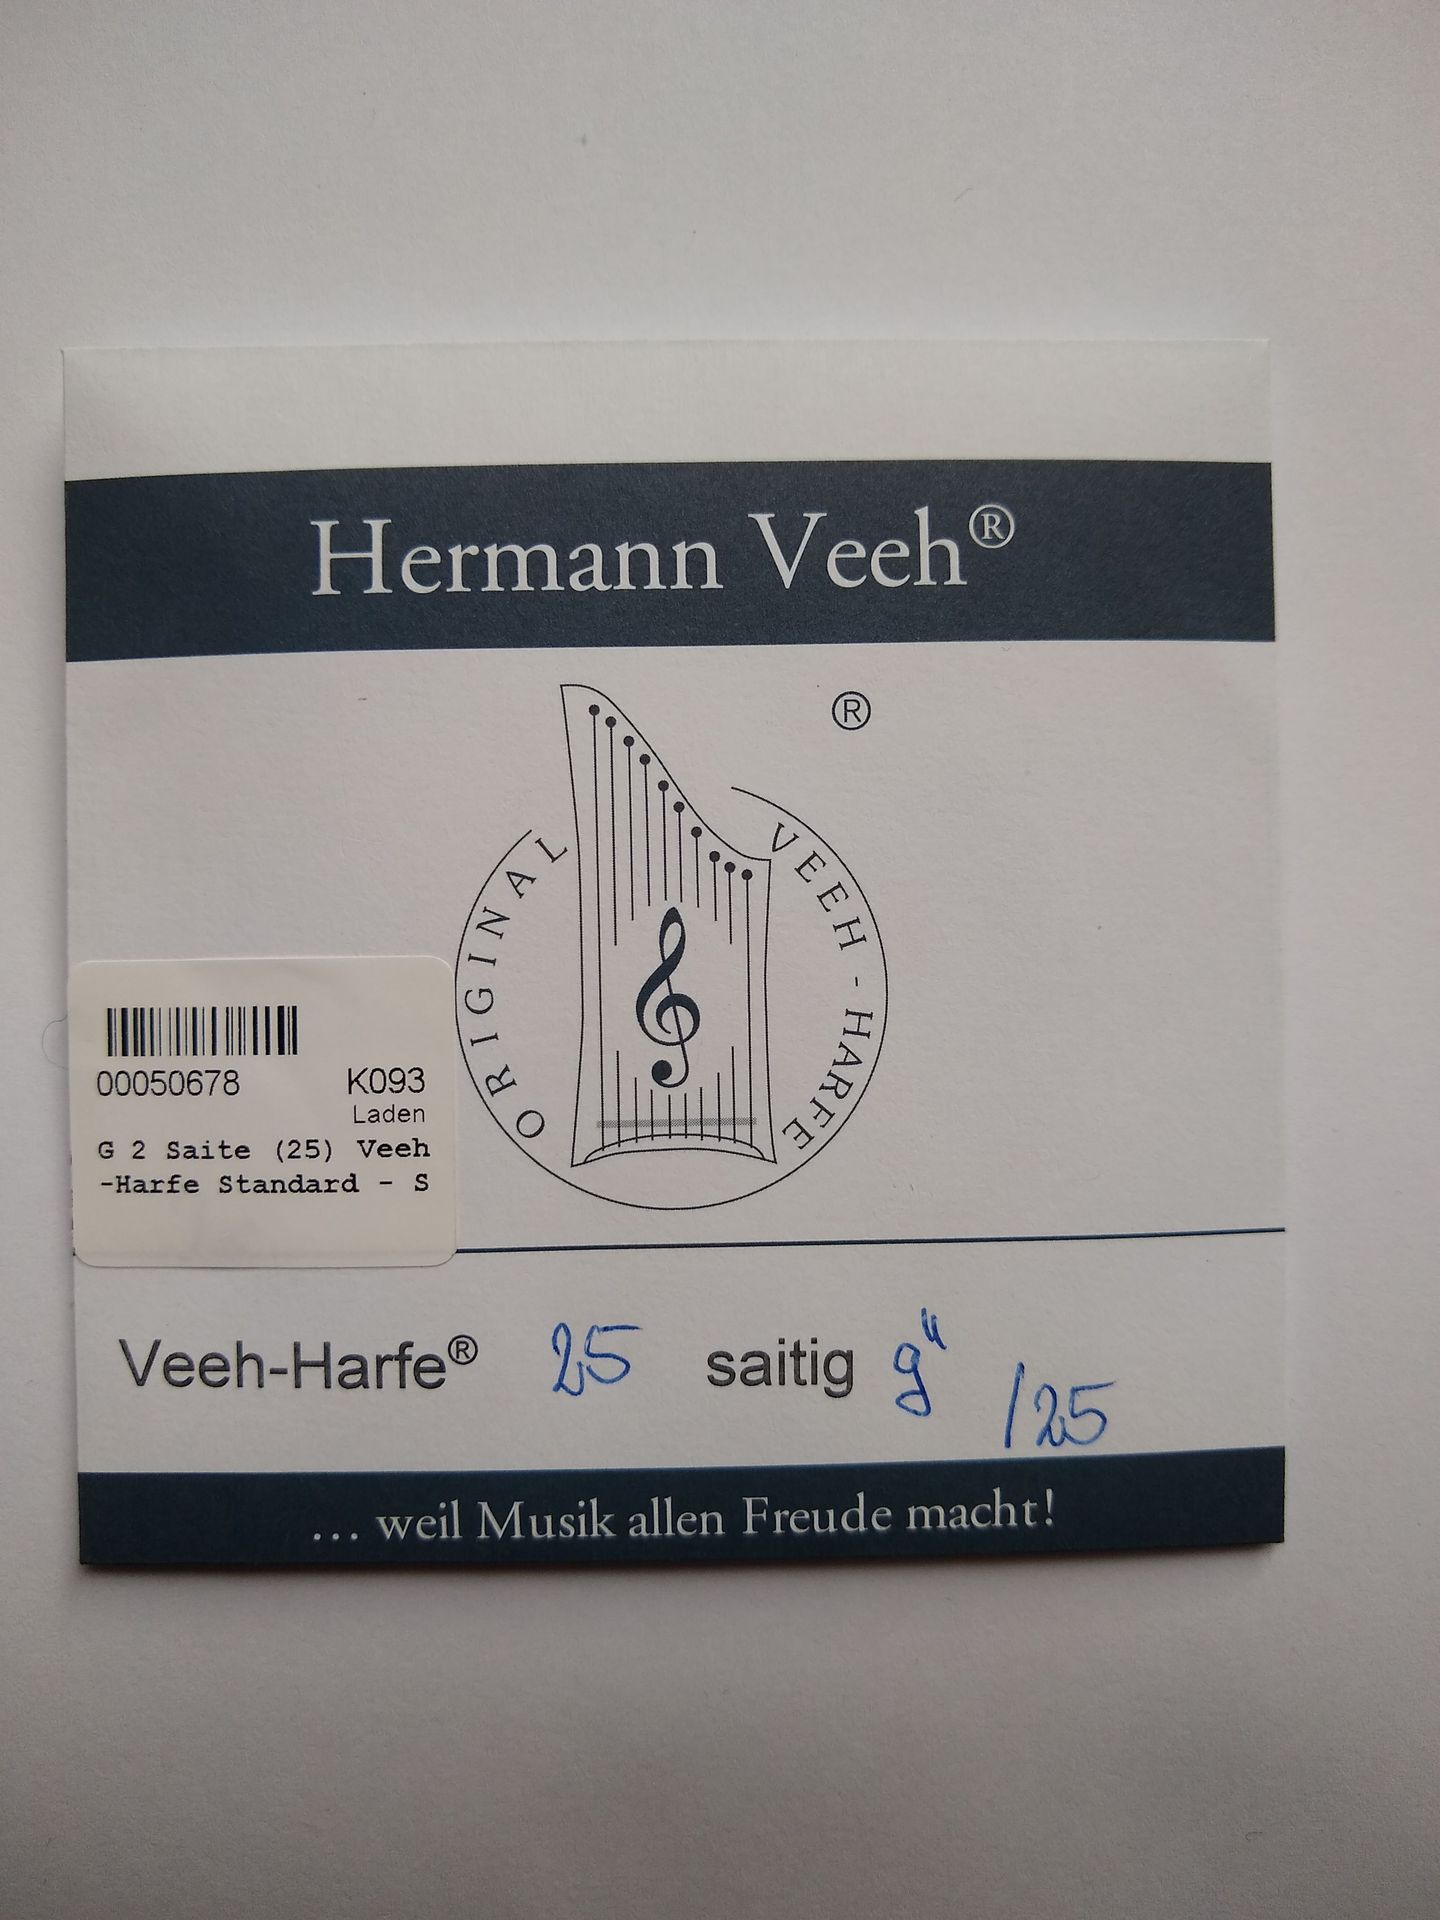 Hermann Veeh®
®
ORIGINAL VEEH-HARFE
00050678 K093
Laden
G 2 Saite (25) Veeh
-Harfe Standard - S
Veeh-Harfe® 25 saitig g"
/25
... weil Musik allen Freude macht!